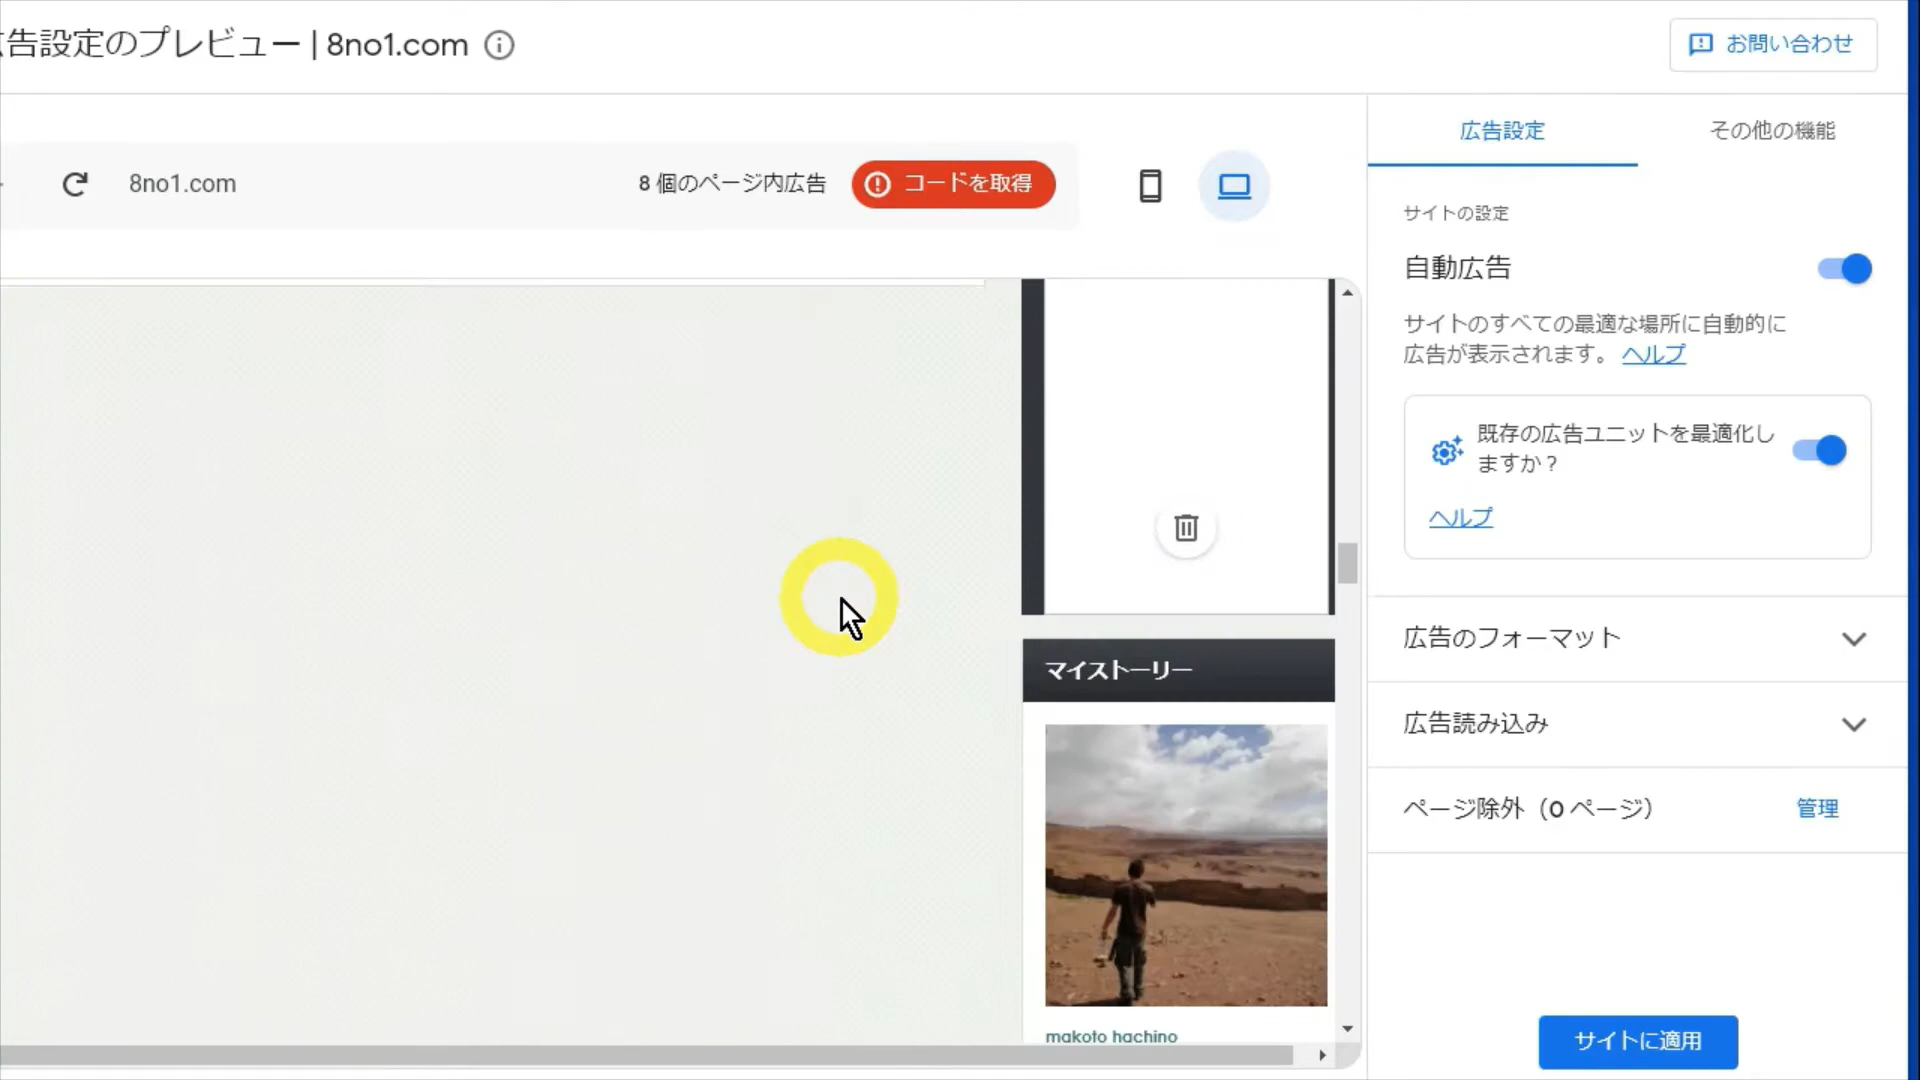 広告設定のプレビュー | 8no1.com
お問い合わせ
8no1.com
8 個のページ内広告
コードを取得
広告設定
その他の機能
サイトの設定
自動広告
サイトのすべての最適な場所に自動的に
広告が表示されます。 ヘルプ
既存の広告ユニットを最適化し
ますか？
ヘルプ
広告のフォーマット
広告読み込み
ページ除外（0 ページ）
管理
サイトに適用
マイストーリー
makoto hachino